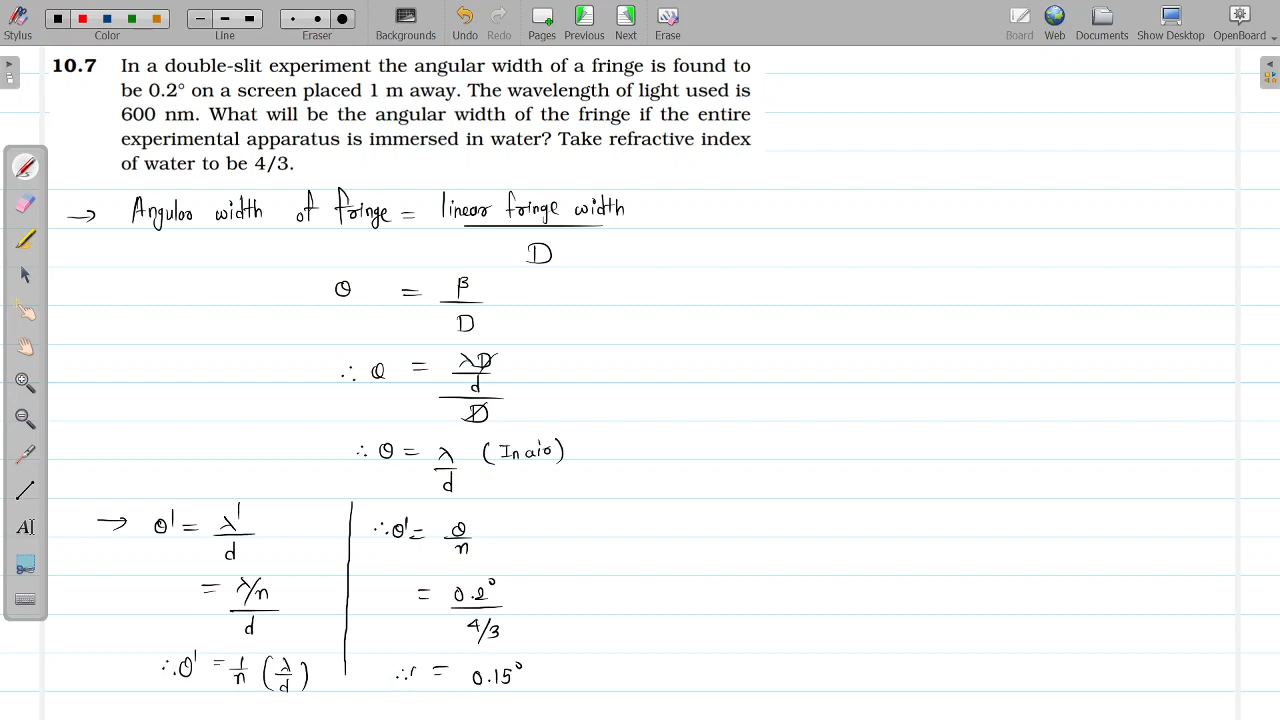 Stylus Color Line Eraser Backgrounds Undo Redo Pages Previous Next Erase Board Web Documents Show Desktop OpenBoard
10.7 In a double-slit experiment the angular width of a fringe is found to
be 0.2° on a screen placed 1 m away. The wavelength of light used is
600 nm. What will be the angular width of the fringe if the entire
experimental apparatus is immersed in water? Take refractive index
of water to be 4/3.
→ Angular width of fringe = linear fringe width
D
θ = β
D
∴ θ = λD
d
D
∴ θ = λ (In air)
d
→ θ' = λ'
d
= λ/n
d
∴ θ' = 1/n (λ/d)
∴ θ' = θ
n
= 0.2°
4/3
∴ ' = 0.15°